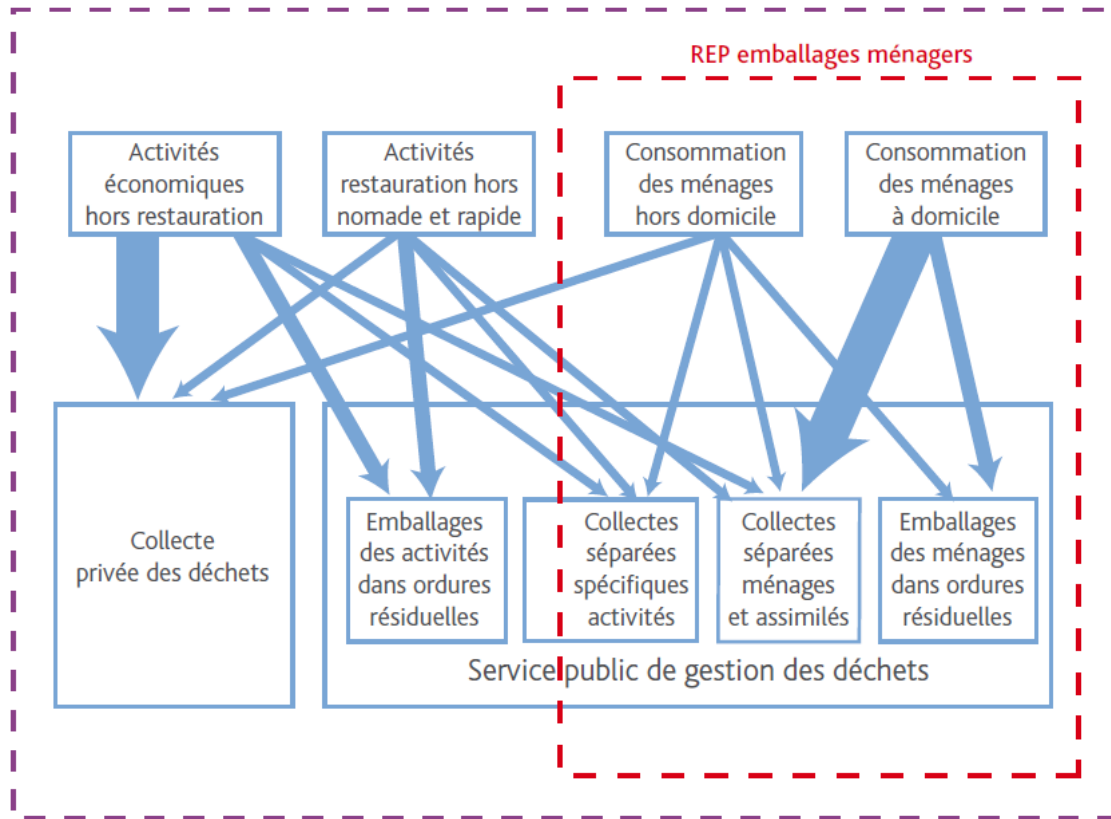 REP emballages ménagers
Activités
économiques
hors restauration
Activités
restauration hors
nomade et rapide
Consommation
des ménages
hors domicile
Consommation
des ménages
à domicile
Collecte
privée des déchets
Emballages
des activités
dans ordures
résiduelles
Collectes
séparées
spécifiques
activités
Collectes
séparées
ménages
et assimilés
Emballages
des ménages
dans ordures
résiduelles
Service public de gestion des déchets